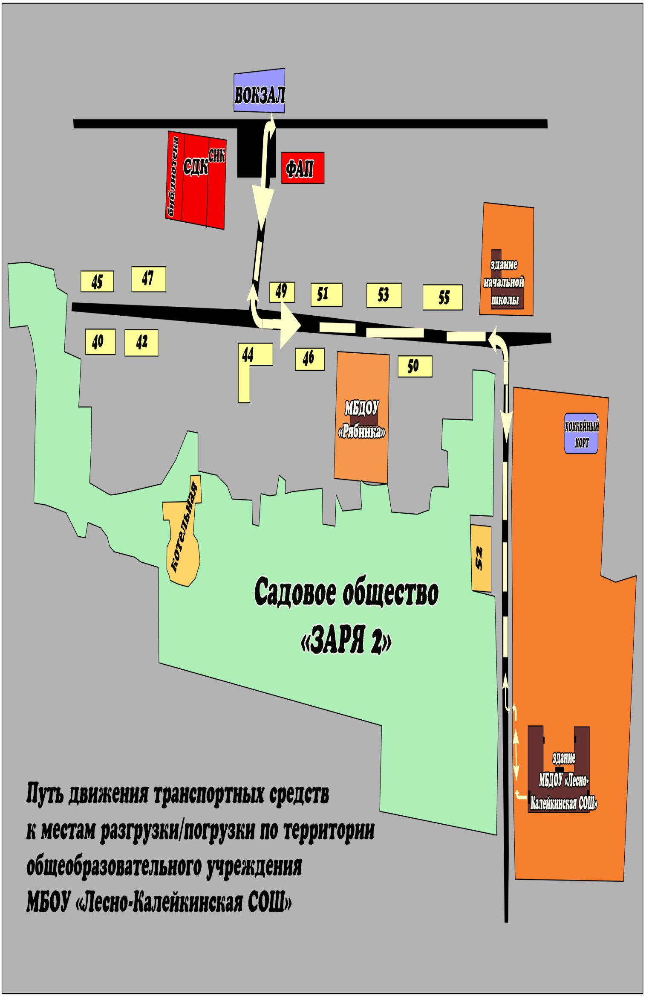 ВОКЗАЛ
библиотека
СДК
СИК
ФАП
45
47
49
51
53
55
здание
начальной
школы
40
42
44
46
50
МБДОУ
«Рябинка»
ХОККЕЙНЫЙ
КОРТ
котельная
52
Садовое общество
«ЗАРЯ 2»
здание
МБДОУ «Лесно-
Калейкинская СОШ»
Путь движения транспортных средств
к местам разгрузки/погрузки по территории
общеобразовательного учреждения
МБОУ «Лесно-Калейкинская СОШ»